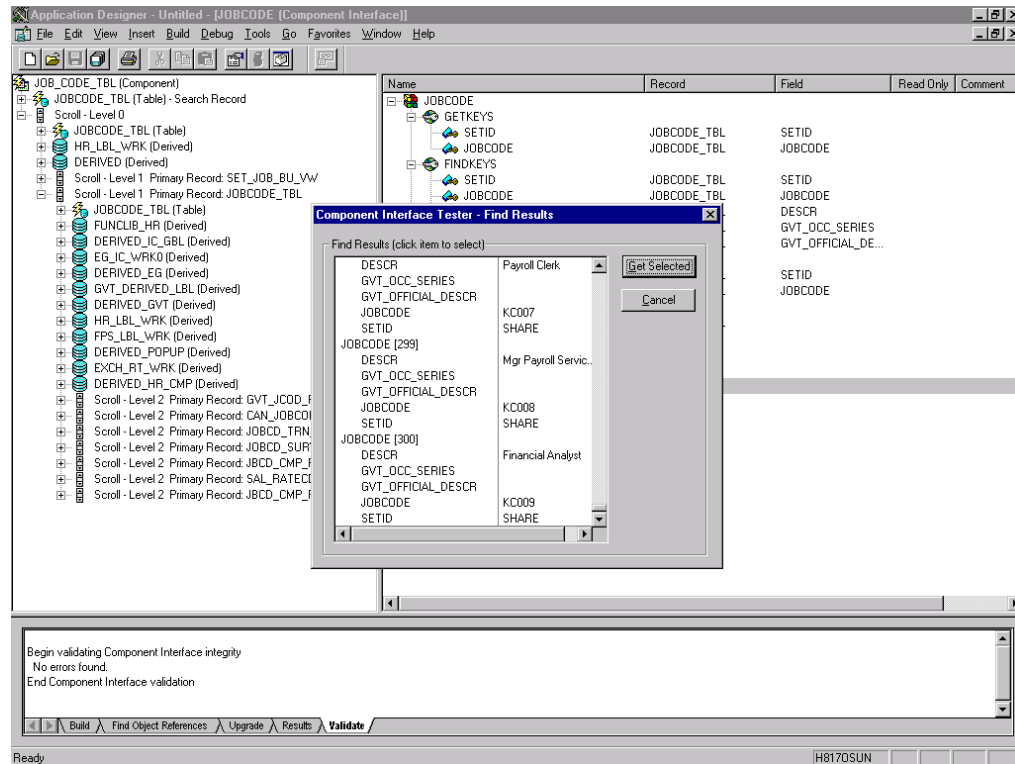 Application Designer - Untitled - [JOBCODE (Component Interface)]
File Edit View Insert Build Debug Tools Go Favorites Window Help
JOB_CODE_TBL (Component)
JOBCODE_TBL (Table) - Search Record
Scroll - Level 0
JOBCODE_TBL (Table)
HR_LBL_WRK (Derived)
DERIVED (Derived)
Scroll - Level 1 Primary Record: SET_JOB_BU_VW
Scroll - Level 1 Primary Record: JOBCODE_TBL
JOBCODE_TBL (Table)
FUNCLIB_HR (Derived)
DERIVED_IC_GBL (Derived)
EG_IC_WRK0 (Derived)
DERIVED_EG (Derived)
GVT_DERIVED_LBL (Derived)
DERIVED_GVT (Derived)
HR_LBL_WRK (Derived)
FPS_LBL_WRK (Derived)
DERIVED_POPUP (Derived)
EXCH_RT_WRK (Derived)
DERIVED_HR_CMP (Derived)
Scroll - Level 2 Primary Record: GVT_JCOD_
Scroll - Level 2 Primary Record: CAN_JOBCO
Scroll - Level 2 Primary Record: JOBCD_TRN
Scroll - Level 2 Primary Record: JOBCD_SUR
Scroll - Level 2 Primary Record: JBCD_CMP_
Scroll - Level 2 Primary Record: SAL_RATEC
Scroll - Level 2 Primary Record: JBCD_CMP_
Name Record Field Read Only Comment
JOBCODE
GETKEYS
SETID JOBCODE_TBL SETID
JOBCODE JOBCODE_TBL JOBCODE
FINDKEYS
SETID JOBCODE_TBL SETID
JOBCODE JOBCODE_TBL JOBCODE
DESCR
GVT_OCC_SERIES
GVT_OFFICIAL_DE...
SETID
JOBCODE
Component Interface Tester - Find Results
Find Results (click item to select)
DESCR Payroll Clerk
GVT_OCC_SERIES
GVT_OFFICIAL_DESCR
JOBCODE KC007
SETID SHARE
JOBCODE [299]
DESCR Mgr Payroll Servic..
GVT_OCC_SERIES
GVT_OFFICIAL_DESCR
JOBCODE KC008
SETID SHARE
JOBCODE [300]
DESCR Financial Analyst
GVT_OCC_SERIES
GVT_OFFICIAL_DESCR
JOBCODE KC009
SETID SHARE
Get Selected
Cancel
Begin validating Component Interface integrity
No errors found.
End Component Interface validation
Build Find Object References Upgrade Results Validate
Ready H8170SUN